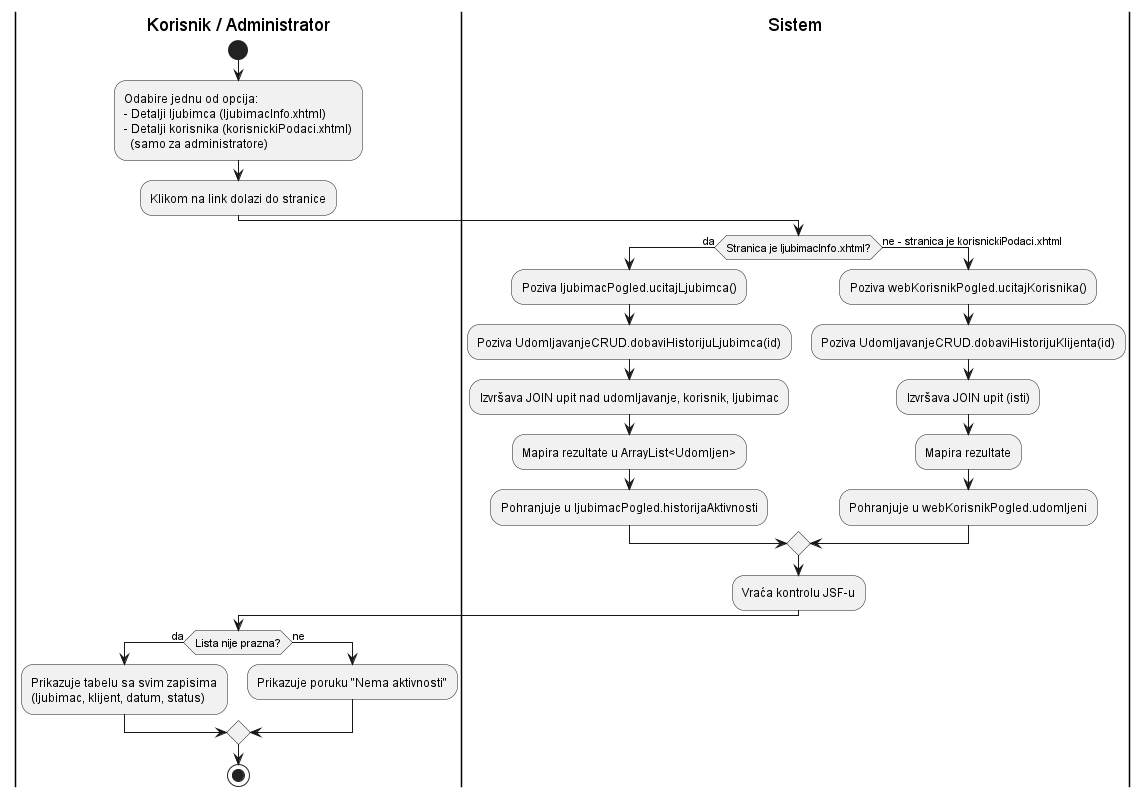 Korisnik / Administrator
Sistem
Odabire jednu od opcija:
- Detalji ljubimca (ljubimacInfo.xhtml)
- Detalji korisnika (korisnickiPodaci.xhtml)
(samo za administratore)
Klikom na link dolazi do stranice
Stranica je ljubimacInfo.xhtml?
da
ne - stranica je korisnickiPodaci.xhtml
Poziva ljubimacPogled.ucitajLjubimca()
Poziva UdomljavanjeCRUD.dobaviHistorijuLjubimca(id)
Izvršava JOIN upit nad udomljavanje, korisnik, ljubimac
Mapira rezultate u ArrayList<Udomljen>
Pohranjuje u ljubimacPogled.historijaAktivnosti
Poziva webKorisnikPogled.ucitajKorisnika()
Poziva UdomljavanjeCRUD.dobaviHistorijuKlijenta(id)
Izvršava JOIN upit (isti)
Mapira rezultate
Pohranjuje u webKorisnikPogled.udomljeni
Vraća kontrolu JSF-u
Lista nije prazna?
da
ne
Prikazuje tabelu sa svim zapisima
(ljubimac, klijent, datum, status)
Prikazuje poruku "Nema aktivnosti"